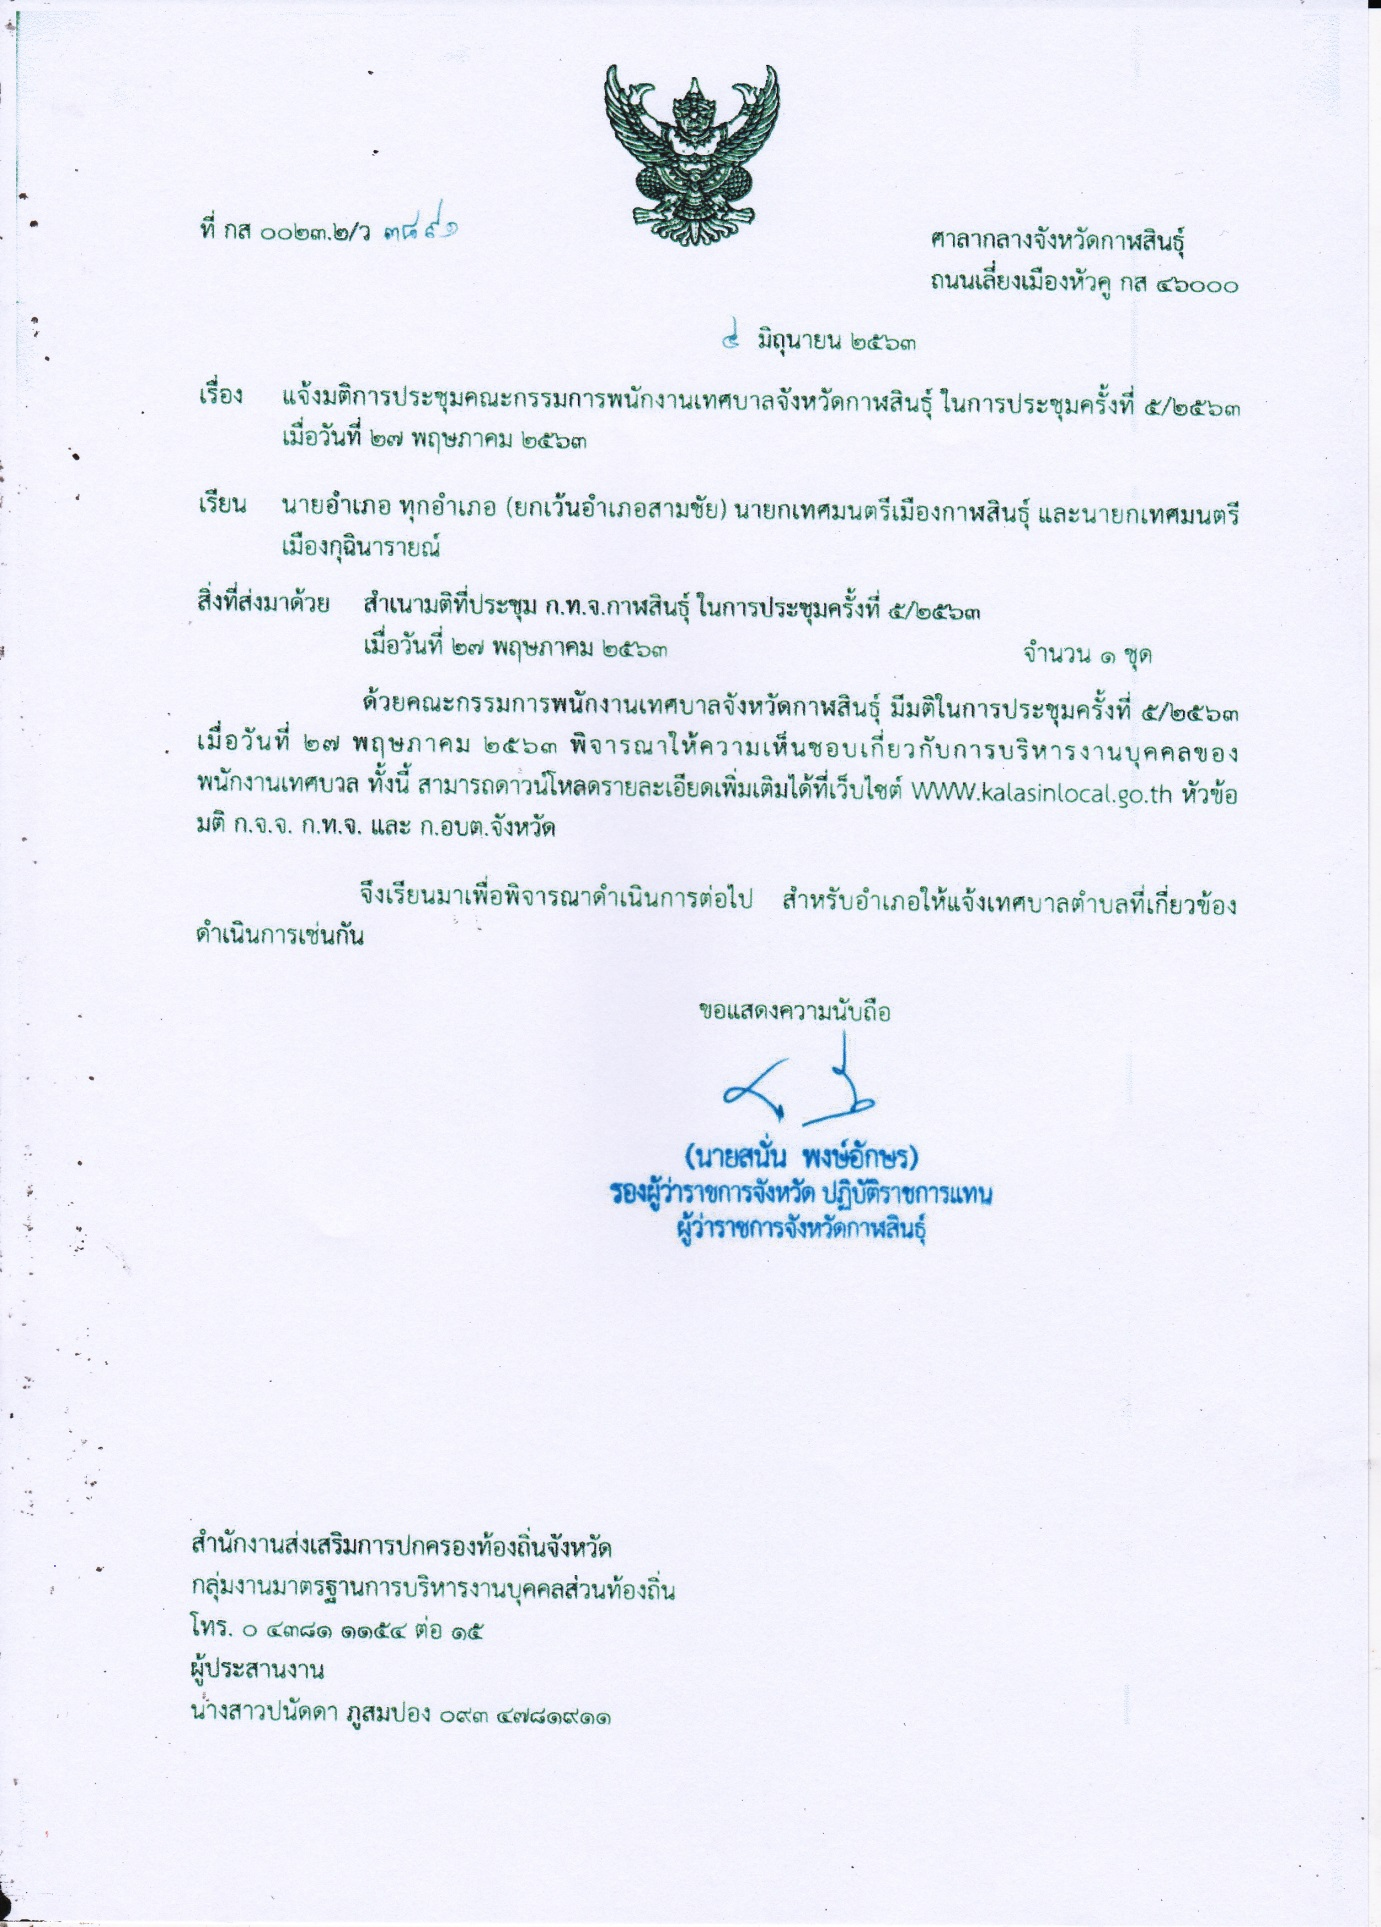 ที่ กส ๐๐๒๓.๒/ว ๓๘๙๑
ศาลากลางจังหวัดกาฬสินธุ์
ถนนเลี่ยงเมืองหัวคู กส ๔๖๐๐๐
มิถุนายน ๒๕๖๓
เรื่อง แจ้งมติการประชุมคณะกรรมการพนักงานเทศบาลจังหวัดกาฬสินธุ์ ในการประชุมครั้งที่ ๕/๒๕๖๓
เมื่อวันที่ ๒๗ พฤษภาคม ๒๕๖๓
เรียน นายอำเภอ ทุกอำเภอ (ยกเว้นอำเภอสามชัย) นายกเทศมนตรีเมืองกาฬสินธุ์ และนายกเทศมนตรี
เมืองกุฉินารายณ์
สิ่งที่ส่งมาด้วย สำเนามติที่ประชุม ก.ท.จ.กาฬสินธุ์ ในการประชุมครั้งที่ ๕/๒๕๖๓
เมื่อวันที่ ๒๗ พฤษภาคม ๒๕๖๓ จำนวน ๑ ชุด
ด้วยคณะกรรมการพนักงานเทศบาลจังหวัดกาฬสินธุ์ มีมติในการประชุมครั้งที่ ๕/๒๕๖๓
เมื่อวันที่ ๒๗ พฤษภาคม ๒๕๖๓ พิจารณาให้ความเห็นชอบเกี่ยวกับการบริหารงานบุคคลของ
พนักงานเทศบาล ทั้งนี้ สามารถดาวน์โหลดรายละเอียดเพิ่มเติมได้ที่เว็บไซต์ WWW.kalasinlocal.go.th หัวข้อ
มติ ก.จ.จ. ก.ท.จ. และ ก.อบต.จังหวัด
จึงเรียนมาเพื่อพิจารณาดำเนินการต่อไป สำหรับอำเภอให้แจ้งเทศบาลตำบลที่เกี่ยวข้อง
ดำเนินการเช่นกัน
ขอแสดงความนับถือ
(นายสนั่น พงษ์อักษร)
รองผู้ว่าราชการจังหวัด ปฏิบัติราชการแทน
ผู้ว่าราชการจังหวัดกาฬสินธุ์
สำนักงานส่งเสริมการปกครองท้องถิ่นจังหวัด
กลุ่มงานมาตรฐานการบริหารงานบุคคลส่วนท้องถิ่น
โทร. ๐ ๔๓๘๑ ๑๑๕๔ ต่อ ๑๕
ผู้ประสานงาน
นางสาวปนัดดา ภูสมปอง ๐๙๓ ๔๗๘๑๙๑๑